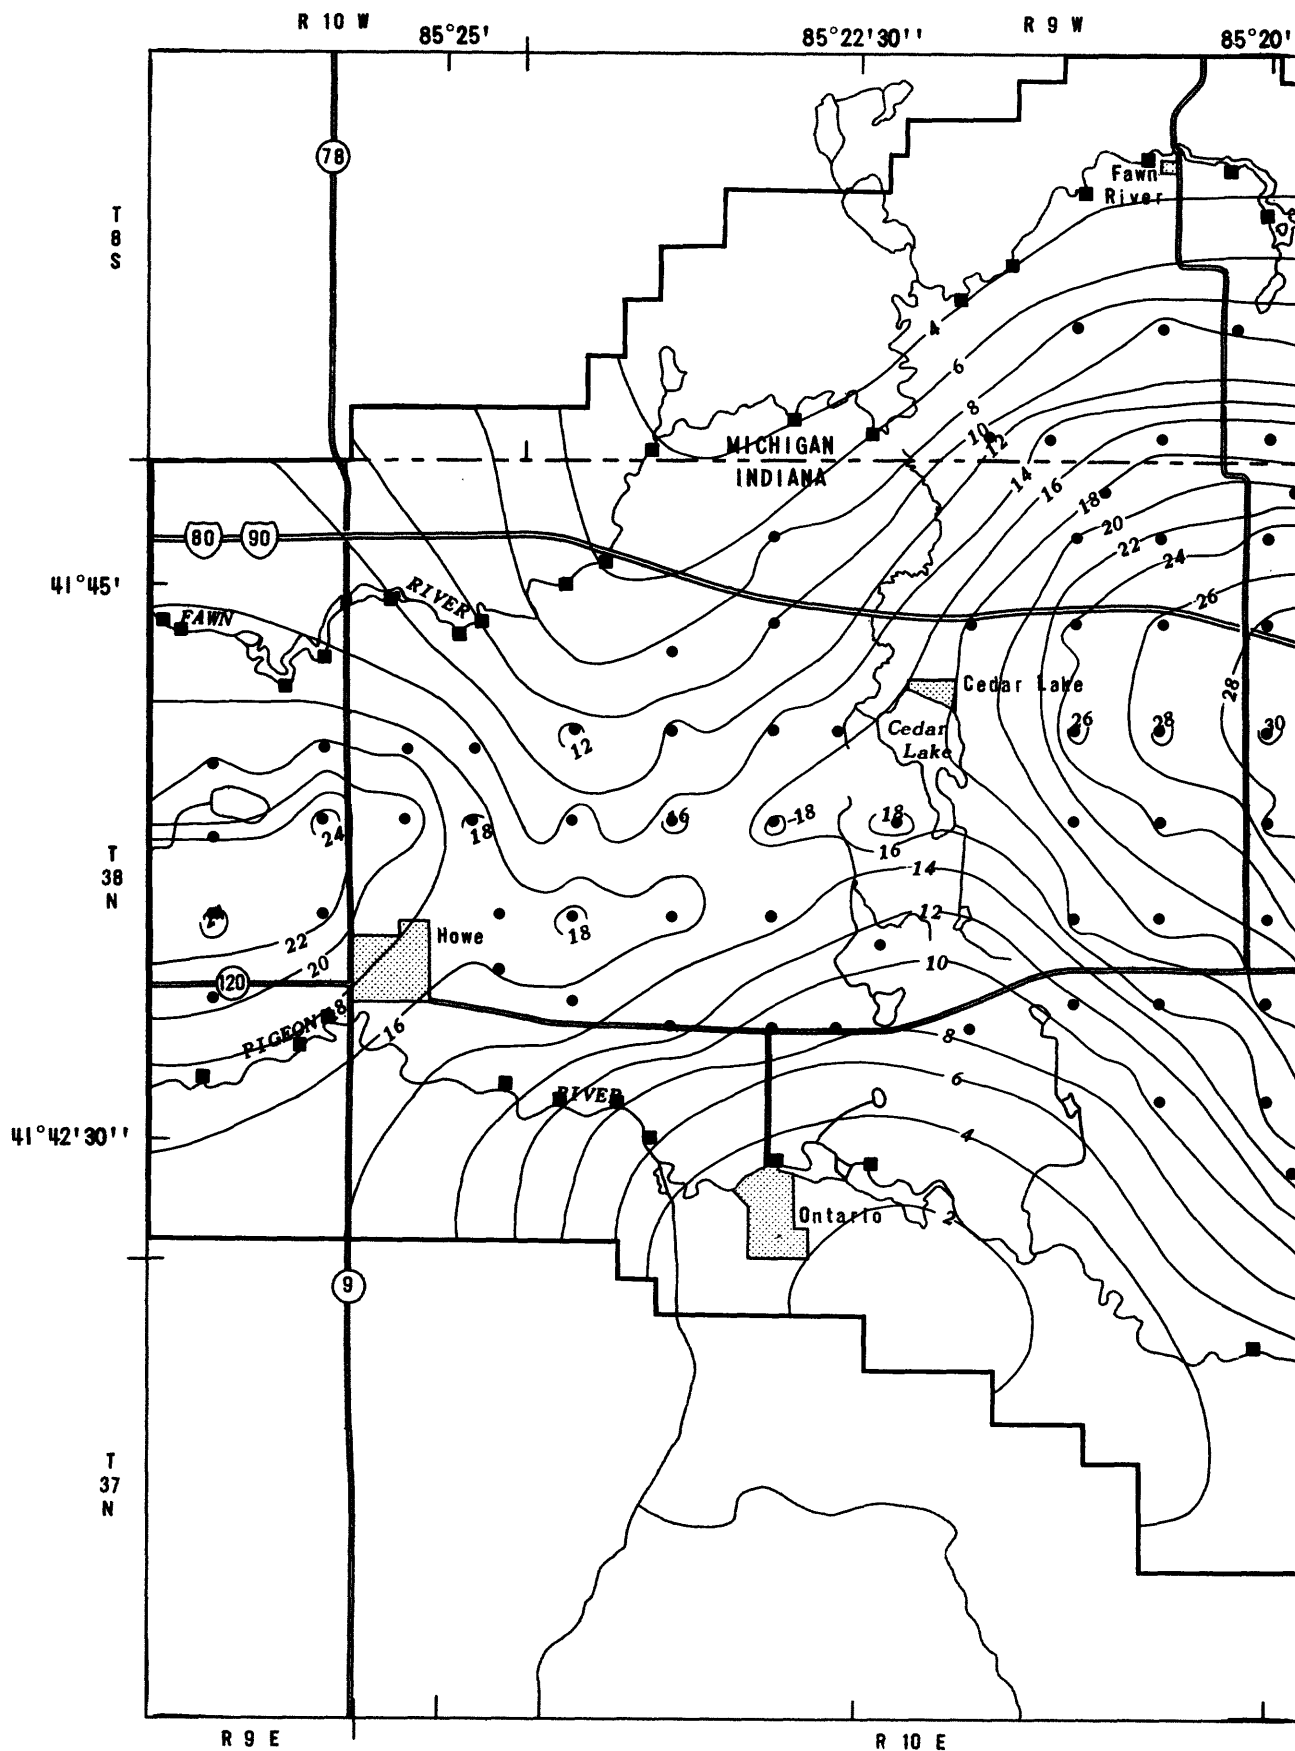 R 10 W
R 9 W
85°25'
85°22'30''
85°20'
78
Fawn
River
T
8
S
4
6
8
10
12
MICHIGAN
INDIANA
14
16
18
20
22
24
26
80
90
41°45'
RIVER
FAWN
Cedar Lake
28
Cedar
Lake
12
26
28
30
24
18
16
18
18
16
T
38
N
14
24
12
18
Howe
22
20
10
120
18
16
PIGEON
8
6
RIVER
4
41°42'30''
Ontario
2
9
T
37
N
R 9 E
R 10 E